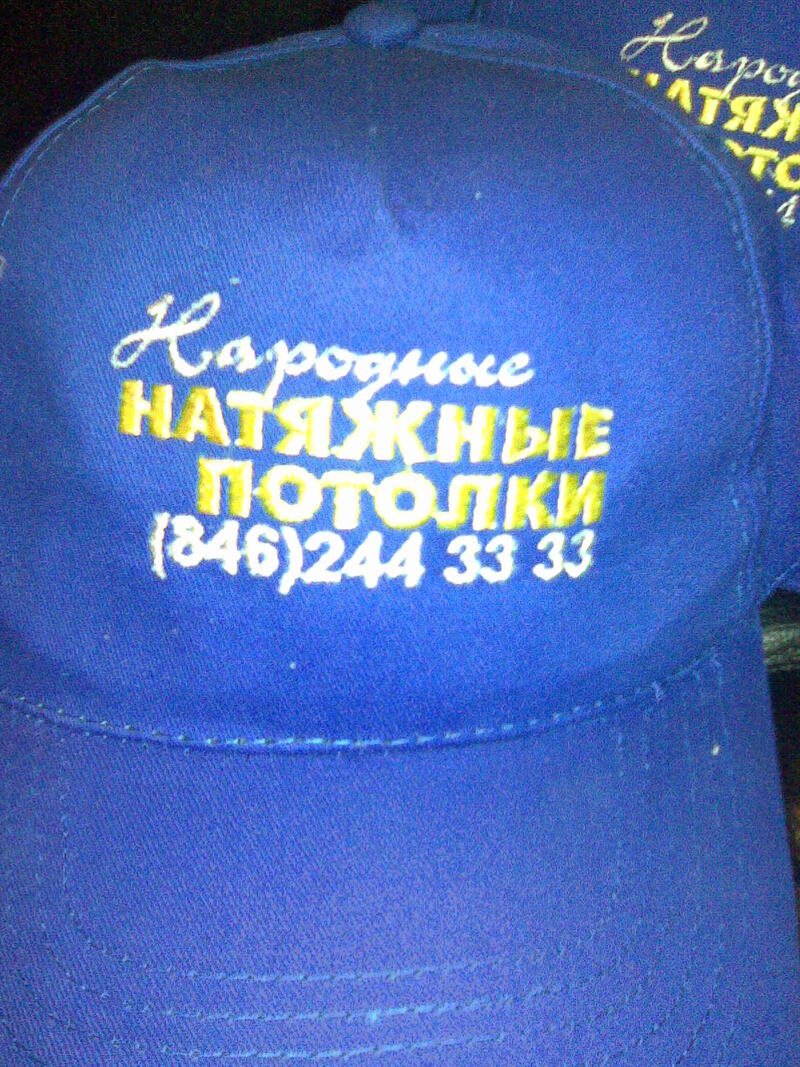 Народные
НАТЯЖНЫЕ
ПОТОЛКИ
(846)244 33 33